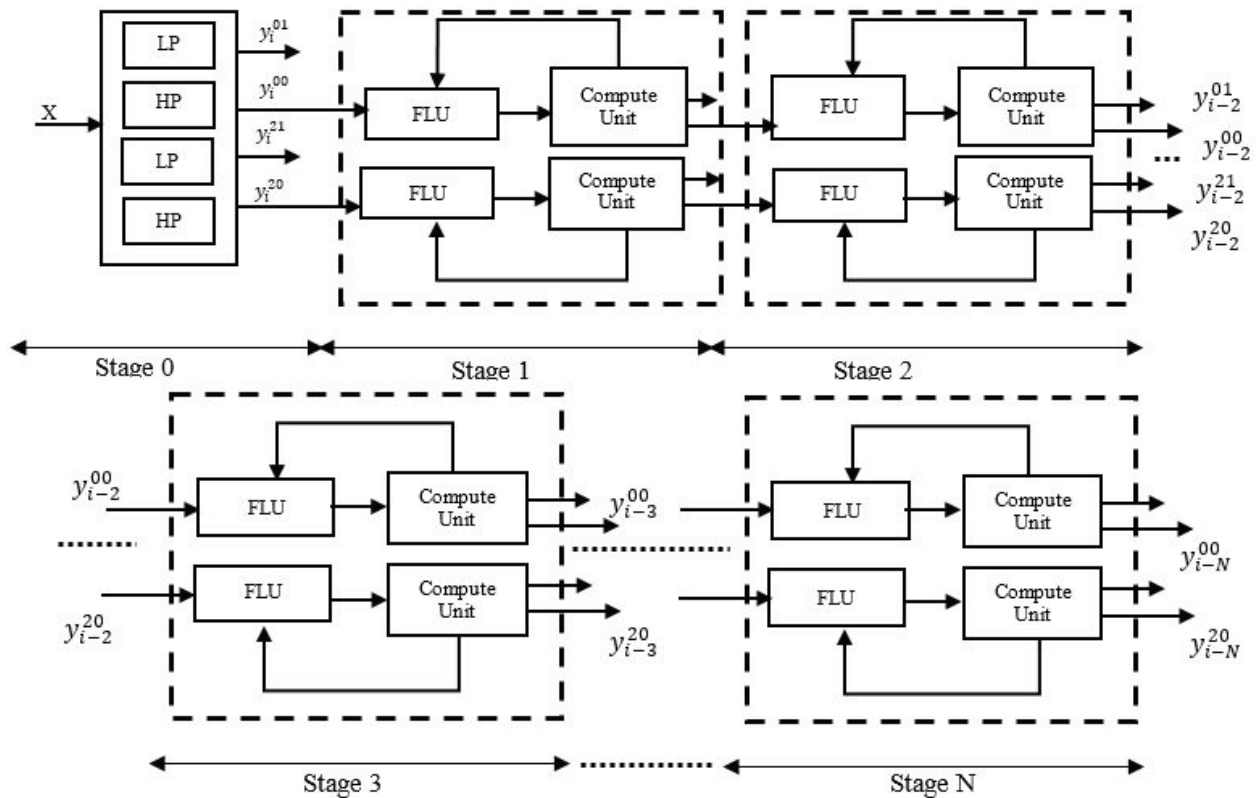 X
LP
HP
LP
HP
y_i^{01}
y_i^{00}
y_i^{21}
y_i^{20}
FLU
Compute Unit
FLU
Compute Unit
FLU
Compute Unit
FLU
Compute Unit
y_{i-2}^{01}
y_{i-2}^{00}
y_{i-2}^{21}
y_{i-2}^{20}
Stage 0
Stage 1
Stage 2
y_{i-2}^{00}
y_{i-2}^{20}
FLU
Compute Unit
FLU
Compute Unit
y_{i-3}^{00}
y_{i-3}^{20}
FLU
Compute Unit
FLU
Compute Unit
y_{i-N}^{00}
y_{i-N}^{20}
Stage 3
Stage N